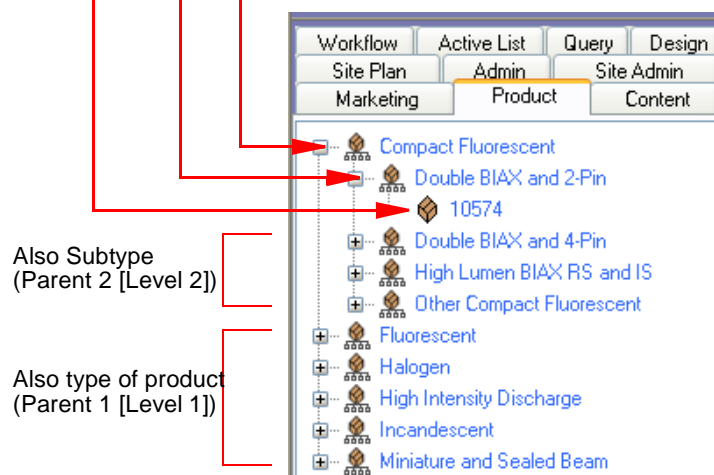 Workflow Active List Query Design
Site Plan Admin Site Admin
Marketing Product Content
Compact Fluorescent
Double BIAX and 2-Pin
10574
Also Subtype
(Parent 2 [Level 2])
Double BIAX and 4-Pin
High Lumen BIAX RS and IS
Other Compact Fluorescent
Also type of product
(Parent 1 [Level 1])
Fluorescent
Halogen
High Intensity Discharge
Incandescent
Miniature and Sealed Beam